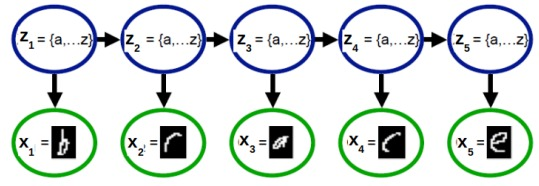 z1 = {a,...z} z2 = {a,...z} z3 = {a,...z} z4 = {a,...z} z5 = {a,...z}
x1 = b x2 = r x3 = a x4 = c x5 = e